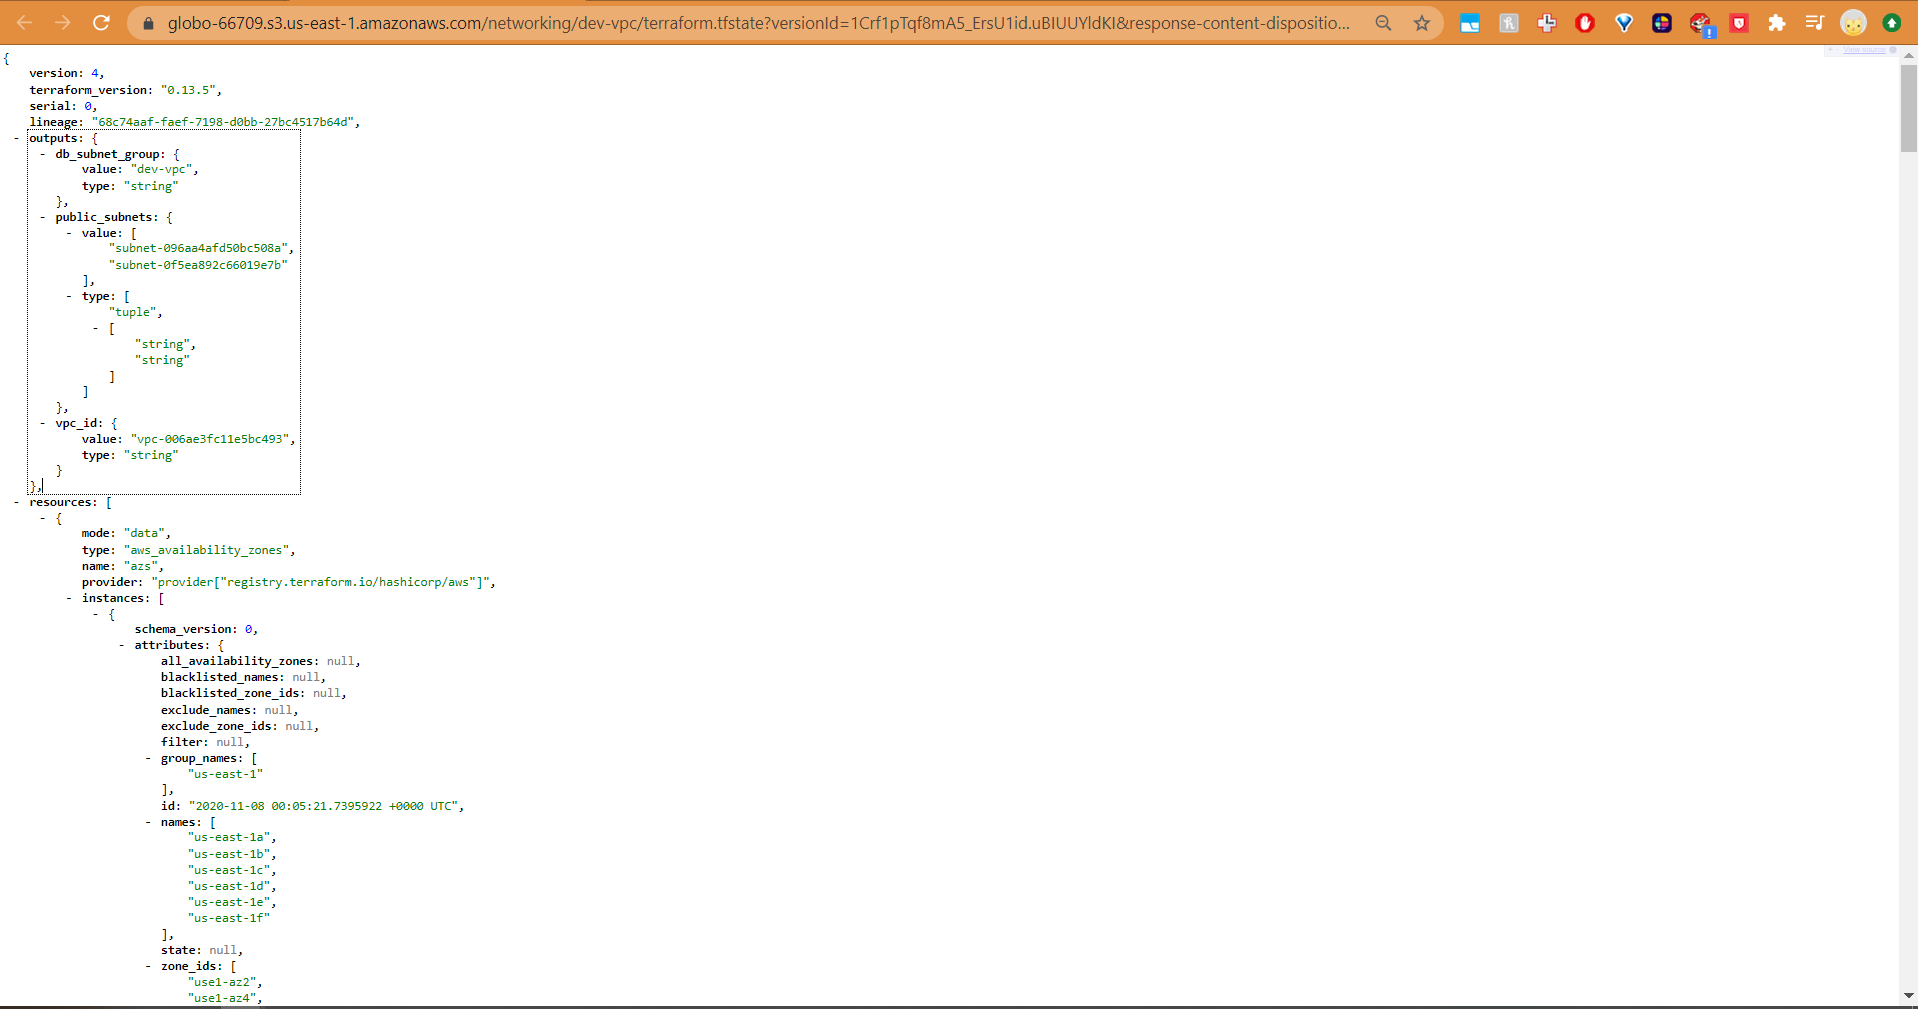 globo-66709.s3.us-east-1.amazonaws.com/networking/dev-vpc/terraform.tfstate?versionId=1Crf1pTqf8mA5_ErsU1id.uBIUUYldKI&response-content-dispositio...
View source
{
version: 4,
terraform_version: "0.13.5",
serial: 0,
lineage: "68c74aaf-faef-7198-d0bb-27bc4517b64d",
- outputs: {
- db_subnet_group: {
value: "dev-vpc",
type: "string"
},
- public_subnets: {
- value: [
"subnet-096aa4afd50bc508a",
"subnet-0f5ea892c66019e7b"
],
- type: [
"tuple",
- [
"string",
"string"
]
]
},
- vpc_id: {
value: "vpc-006ae3fc11e5bc493",
type: "string"
}
},
- resources: [
- {
mode: "data",
type: "aws_availability_zones",
name: "azs",
provider: "provider["registry.terraform.io/hashicorp/aws"]",
- instances: [
- {
schema_version: 0,
- attributes: {
all_availability_zones: null,
blacklisted_names: null,
blacklisted_zone_ids: null,
exclude_names: null,
exclude_zone_ids: null,
filter: null,
- group_names: [
"us-east-1"
],
id: "2020-11-08 00:05:21.7395922 +0000 UTC",
- names: [
"us-east-1a",
"us-east-1b",
"us-east-1c",
"us-east-1d",
"us-east-1e",
"us-east-1f"
],
state: null,
- zone_ids: [
"use1-az2",
"use1-az4",